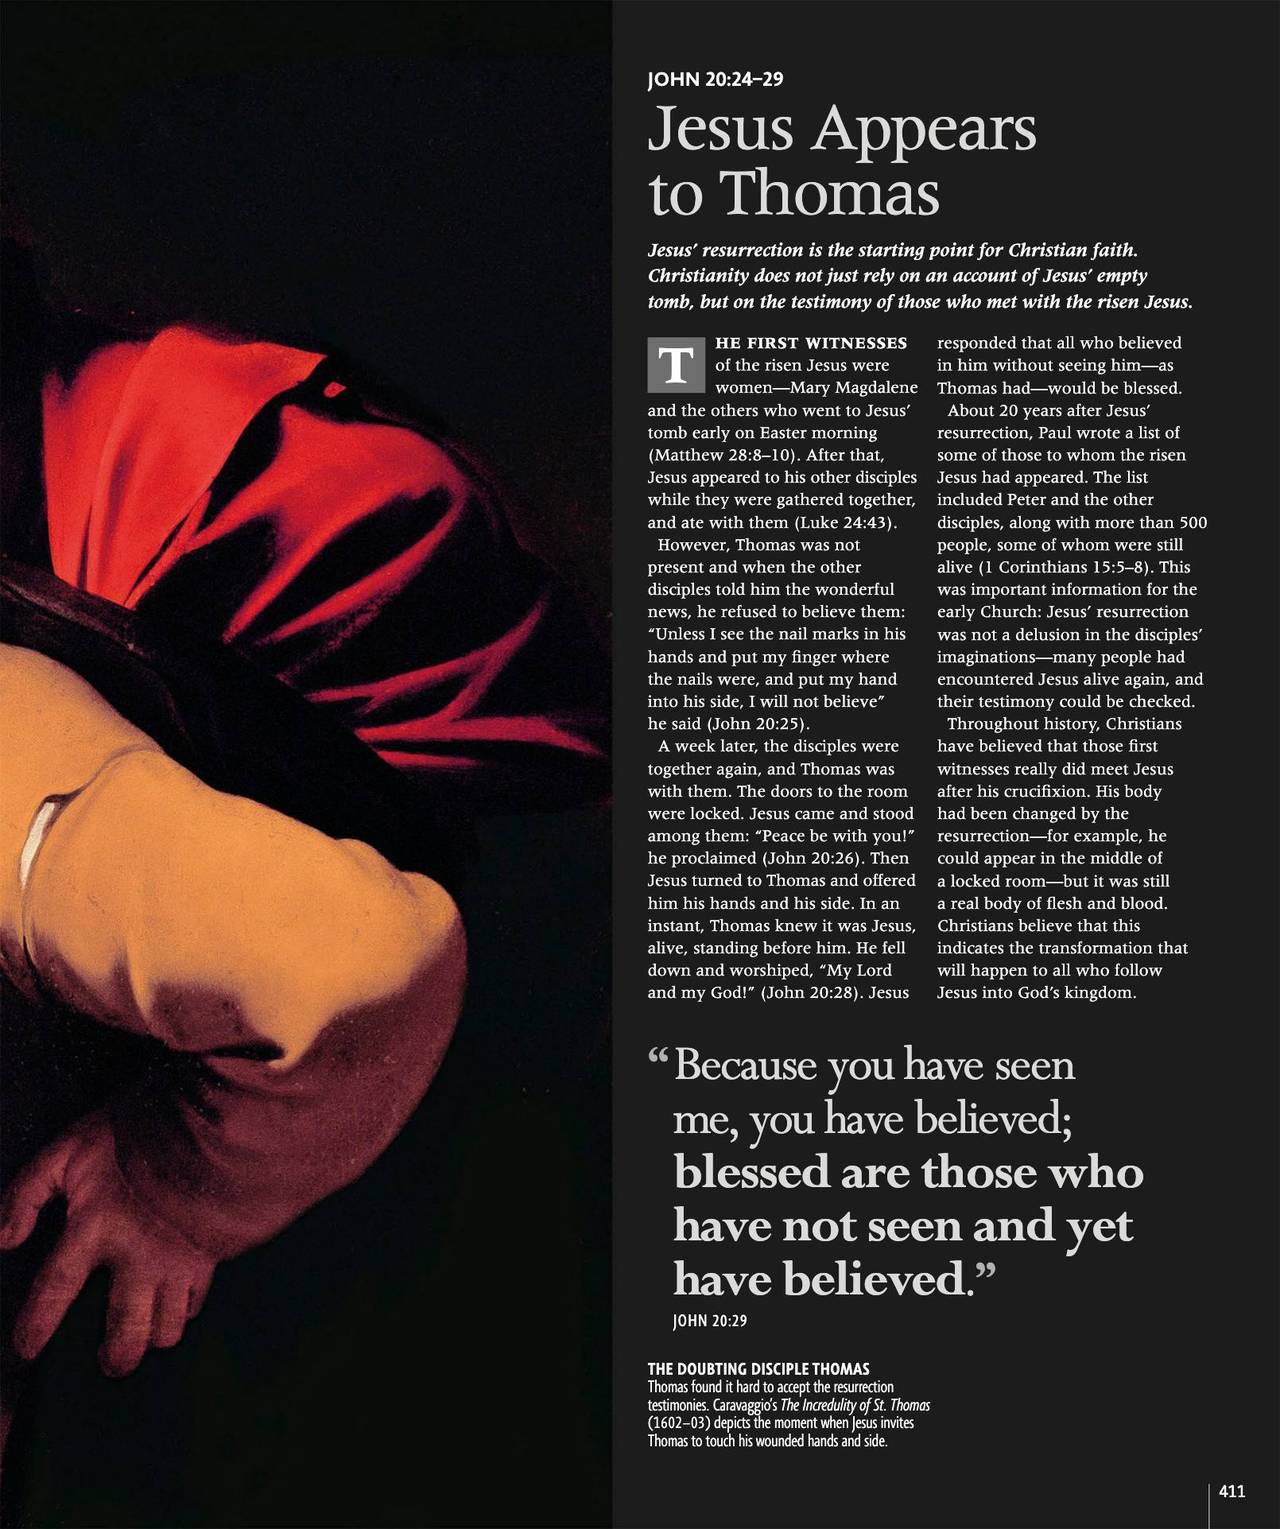 JOHN 20:24–29
Jesus Appears
to Thomas
Jesus’ resurrection is the starting point for Christian faith.
Christianity does not just rely on an account of Jesus’ empty
tomb, but on the testimony of those who met with the risen Jesus.
THE FIRST WITNESSES
of the risen Jesus were
women—Mary Magdalene
and the others who went to Jesus’
tomb early on Easter morning
(Matthew 28:8–10). After that,
Jesus appeared to his other disciples
while they were gathered together,
and ate with them (Luke 24:43).
However, Thomas was not
present and when the other
disciples told him the wonderful
news, he refused to believe them:
“Unless I see the nail marks in his
hands and put my finger where
the nails were, and put my hand
into his side, I will not believe”
he said (John 20:25).
A week later, the disciples were
together again, and Thomas was
with them. The doors to the room
were locked. Jesus came and stood
among them: “Peace be with you!”
he proclaimed (John 20:26). Then
Jesus turned to Thomas and offered
him his hands and his side. In an
instant, Thomas knew it was Jesus,
alive, standing before him. He fell
down and worshiped, “My Lord
and my God!” (John 20:28). Jesus
responded that all who believed
in him without seeing him—as
Thomas had—would be blessed.
About 20 years after Jesus’
resurrection, Paul wrote a list of
some of those to whom the risen
Jesus had appeared. The list
included Peter and the other
disciples, along with more than 500
people, some of whom were still
alive (1 Corinthians 15:5–8). This
was important information for the
early Church: Jesus’ resurrection
was not a delusion in the disciples’
imaginations—many people had
encountered Jesus alive again, and
their testimony could be checked.
Throughout history, Christians
have believed that those first
witnesses really did meet Jesus
after his crucifixion. His body
had been changed by the
resurrection—for example, he
could appear in the middle of
a locked room—but it was still
a real body of flesh and blood.
Christians believe that this
indicates the transformation that
will happen to all who follow
Jesus into God’s kingdom.
“Because you have seen
me, you have believed;
blessed are those who
have not seen and yet
have believed.”
JOHN 20:29
THE DOUBTING DISCIPLE THOMAS
Thomas found it hard to accept the resurrection
testimonies. Caravaggio’s The Incredulity of St. Thomas
(1602–03) depicts the moment when Jesus invites
Thomas to touch his wounded hands and side.
411